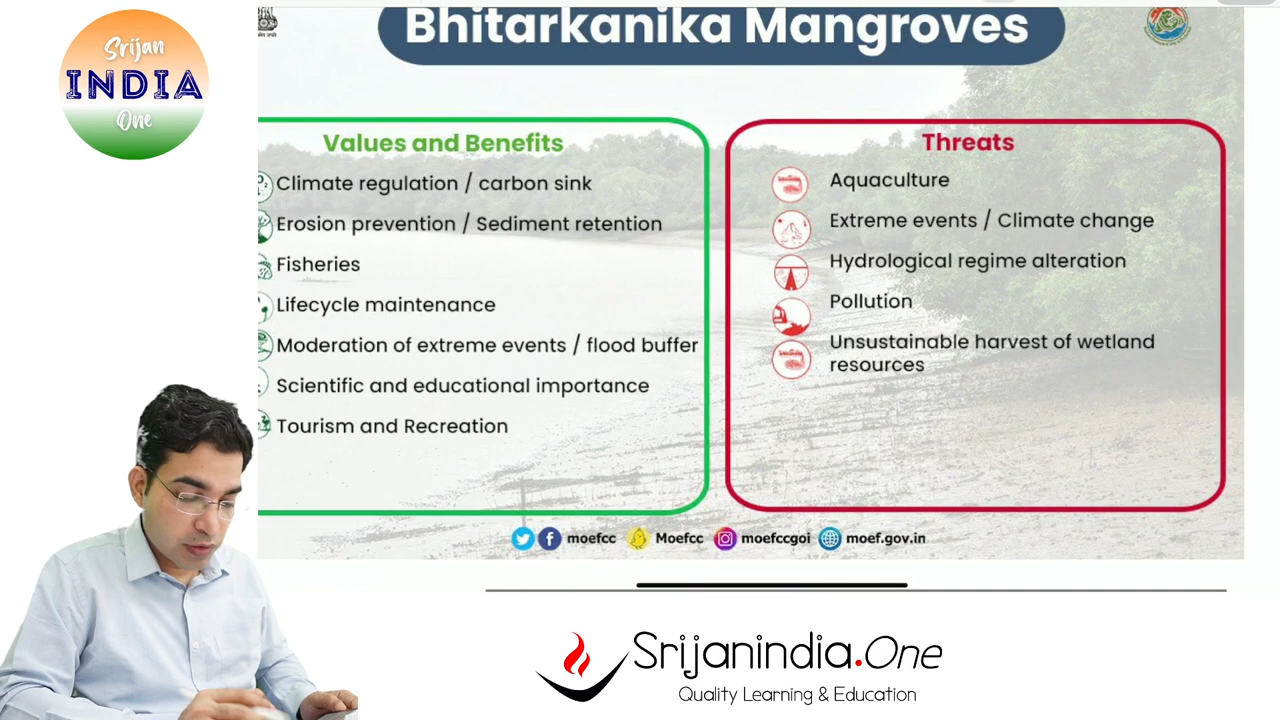 Srijan
INDIA
One
Bhitarkanika Mangroves
Values and Benefits
Climate regulation / carbon sink
Erosion prevention / Sediment retention
Fisheries
Lifecycle maintenance
Moderation of extreme events / flood buffer
Scientific and educational importance
Tourism and Recreation
Threats
Aquaculture
Extreme events / Climate change
Hydrological regime alteration
Pollution
Unsustainable harvest of wetland
resources
moefcc Moefcc moefccgoi moef.gov.in
Srijanindia.One
Quality Learning & Education